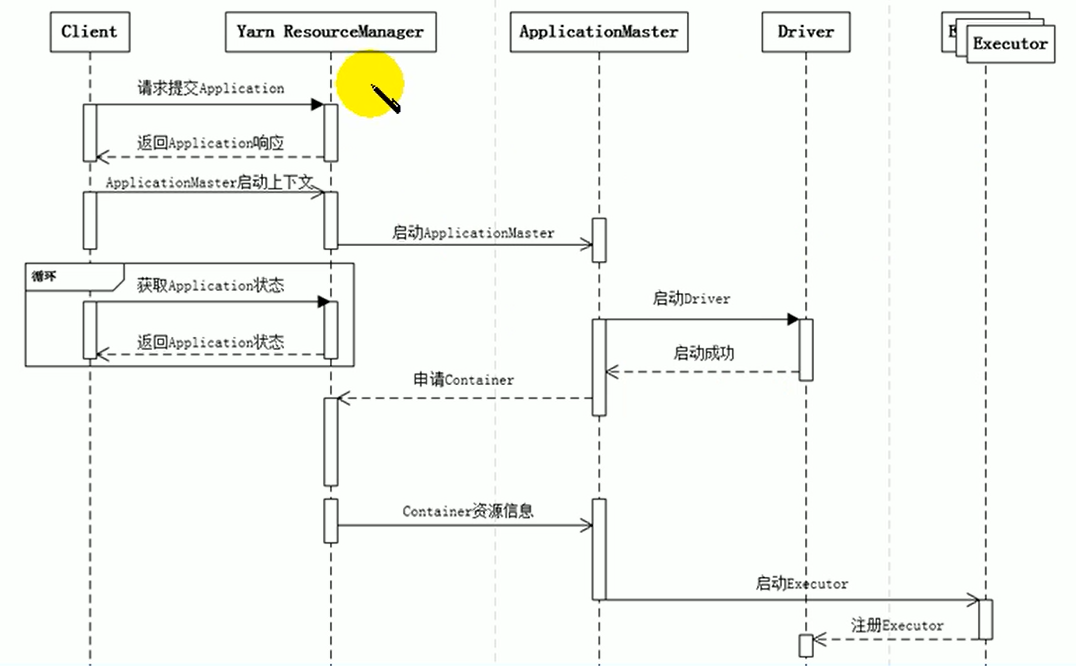 Client
Yarn ResourceManager
ApplicationMaster
Driver
E
Executor
请求提交Application
返回Application响应
ApplicationMaster启动上下文
启动ApplicationMaster
循环
获取Application状态
启动Driver
返回Application状态
启动成功
申请Container
Container资源信息
启动Executor
注册Executor